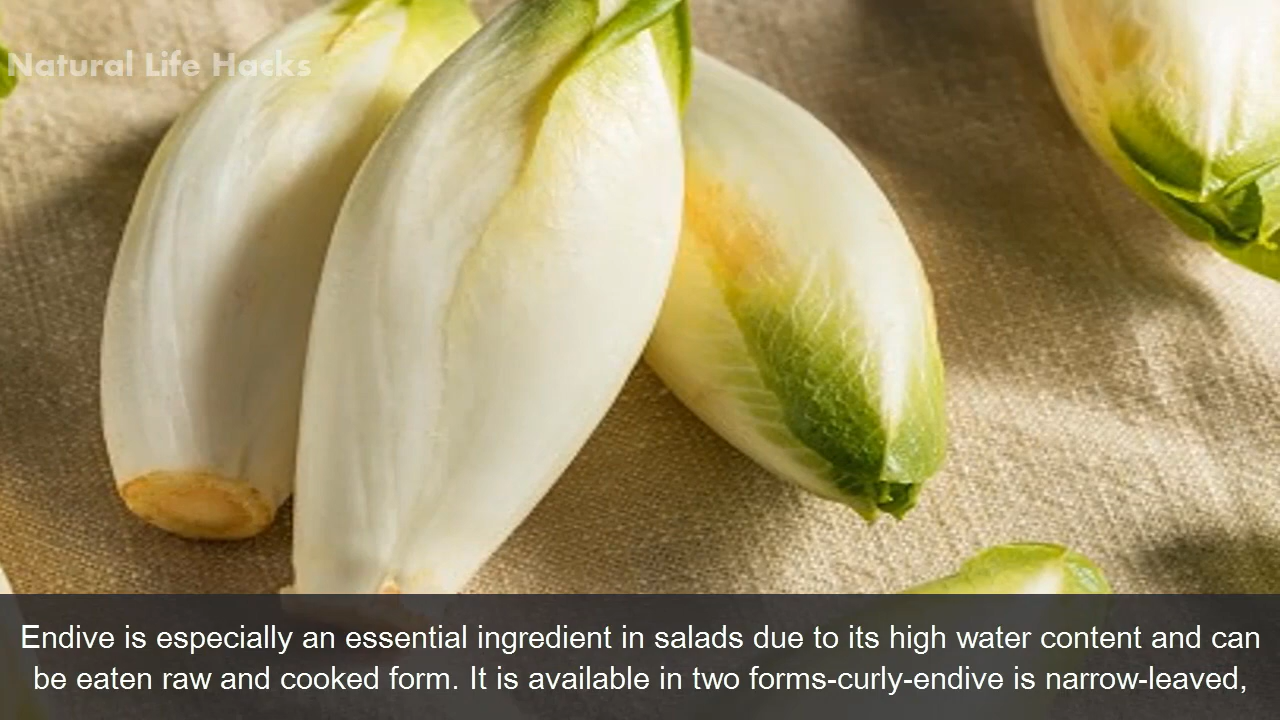 Natural Life Hacks
Endive is especially an essential ingredient in salads due to its high water content and can
be eaten raw and cooked form. It is available in two forms-curly-endive is narrow-leaved,